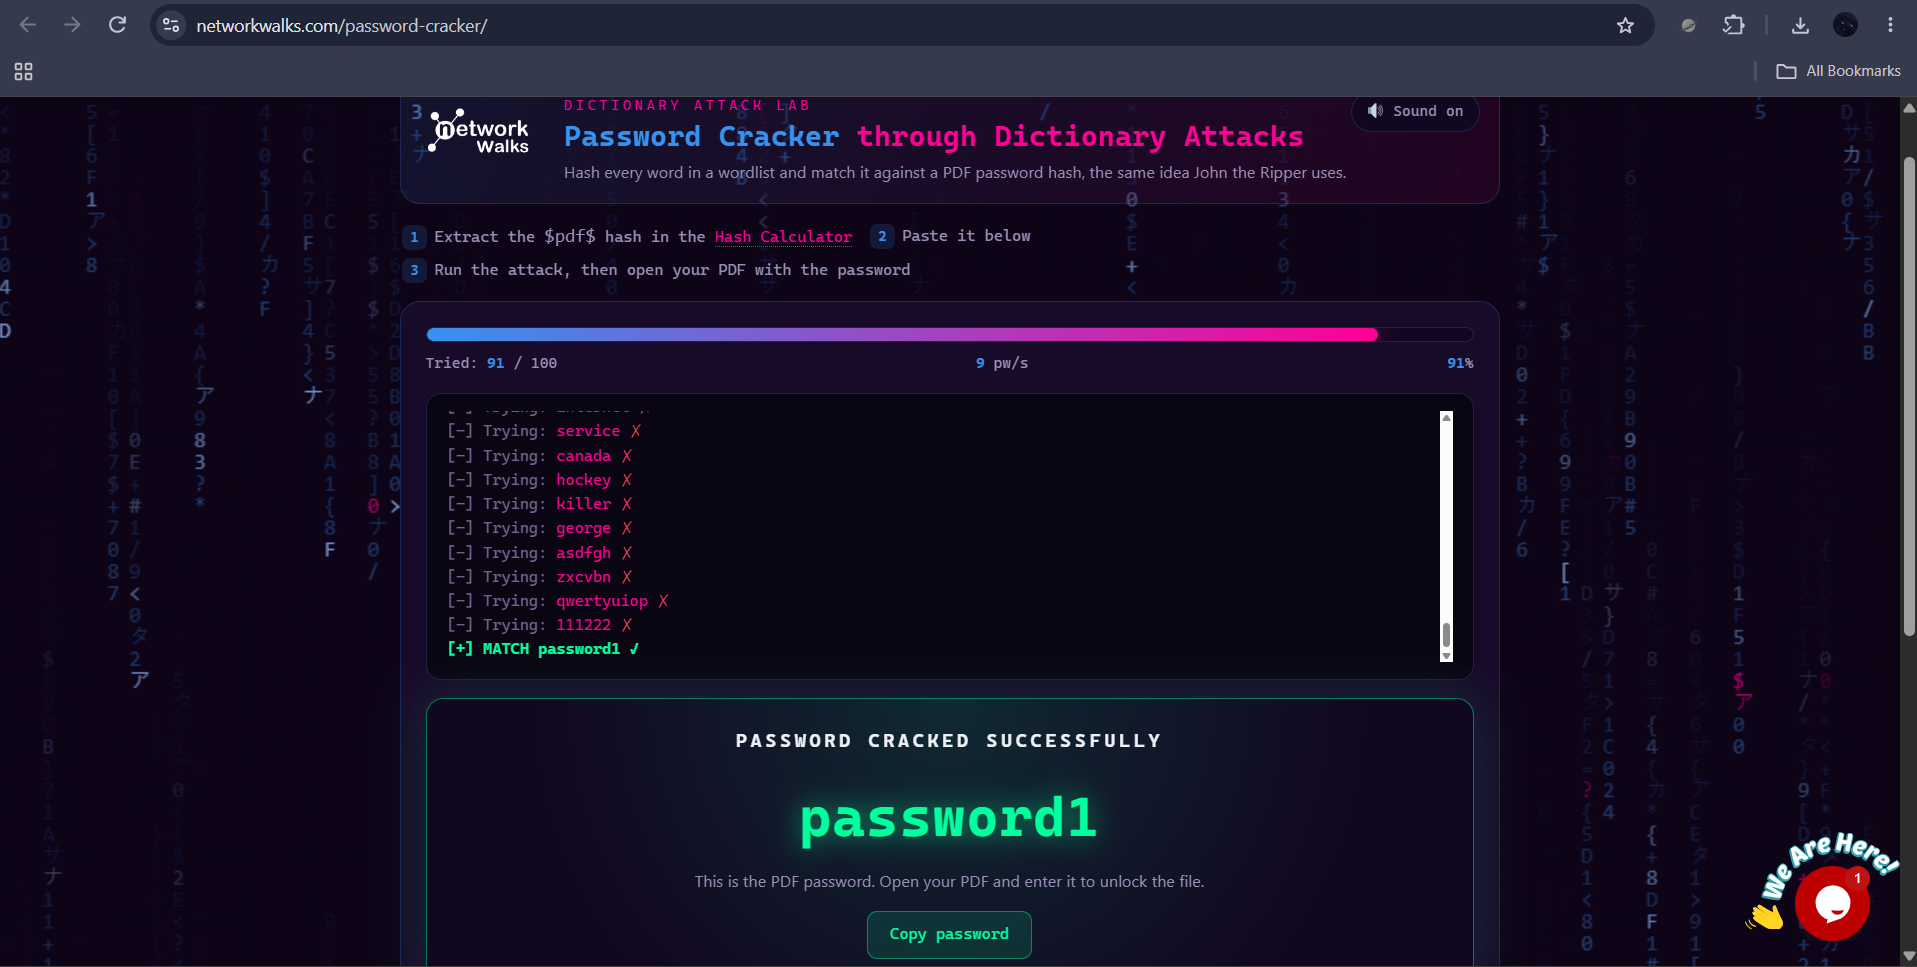 networkwalks.com/password-cracker/
All Bookmarks
network
Walks
DICTIONARY ATTACK LAB
Password Cracker through Dictionary Attacks
Hash every word in a wordlist and match it against a PDF password hash, the same idea John the Ripper uses.
Sound on
1 Extract the $pdf$ hash in the Hash Calculator 2 Paste it below
3 Run the attack, then open your PDF with the password
Tried: 91 / 100 9 pw/s 91%
[-] Trying: service ✗
[-] Trying: canada ✗
[-] Trying: hockey ✗
[-] Trying: killer ✗
[-] Trying: george ✗
[-] Trying: asdfgh ✗
[-] Trying: zxcvbn ✗
[-] Trying: qwertyuiop ✗
[-] Trying: 111222 ✗
[+] MATCH password1 ✓
PASSWORD CRACKED SUCCESSFULLY
password1
This is the PDF password. Open your PDF and enter it to unlock the file.
Copy password
We Are Here!
1